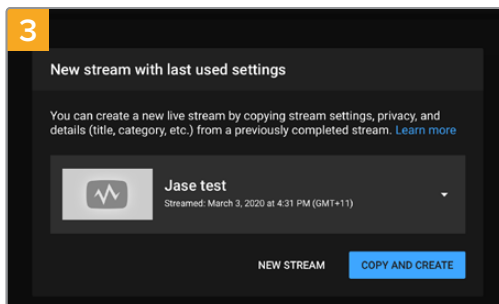 3
New stream with last used settings
You can create a new live stream by copying stream settings, privacy, and
details (title, category, etc.) from a previously completed stream. Learn more
Jase test
Streamed: March 3, 2020 at 4:31 PM (GMT+11)
NEW STREAM COPY AND CREATE